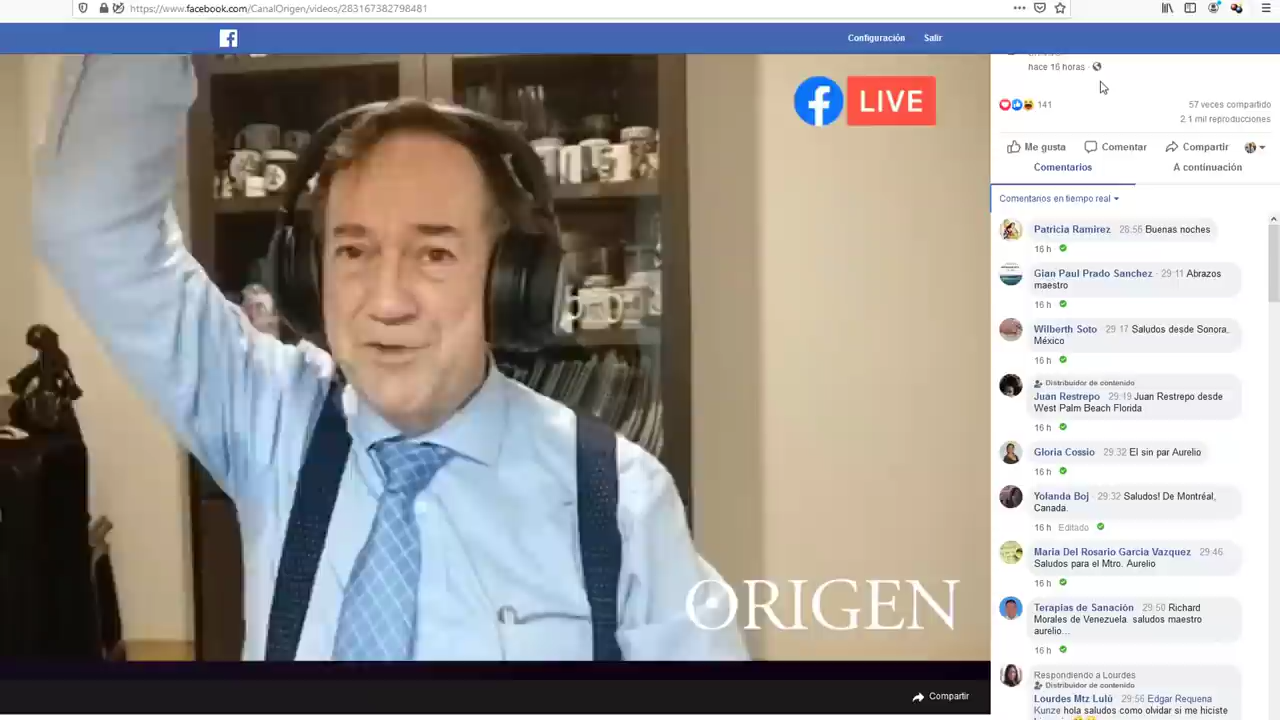 https://www.facebook.com/CanalOrigen/videos/283167382798481
Configuración Salir
LIVE
ORIGEN
Compartir
hace 16 horas
141
57 veces compartido
2.1 mil reproducciones
Me gusta Comentar Compartir
Comentarios A continuación
Comentarios en tiempo real
Patricia Ramirez 28:56 Buenas noches
16 h
Gian Paul Prado Sanchez · 29:11 Abrazos
maestro
16 h
Wilberth Soto 29:17 Saludos desde Sonora,
México
16 h
Distribuidor de contenido
Juan Restrepo 29:19 Juan Restrepo desde
West Palm Beach Florida
16 h
Gloria Cossio 29:32 El sin par Aurelio
16 h
Yolanda Boj · 29:32 Saludos! De Montréal,
Canada.
16 h Editado
Maria Del Rosario Garcia Vazquez 29:46
Saludos para el Mtro. Aurelio
16 h
Terapias de Sanación 29:50 Richard
Morales de Venezuela saludos maestro
aurelio...
16 h
Respondiendo a Lourdes
Distribuidor de contenido
Lourdes Mtz Lulú 29:56 Edgar Requena
Kunze hola saludos como olvidar si me hiciste